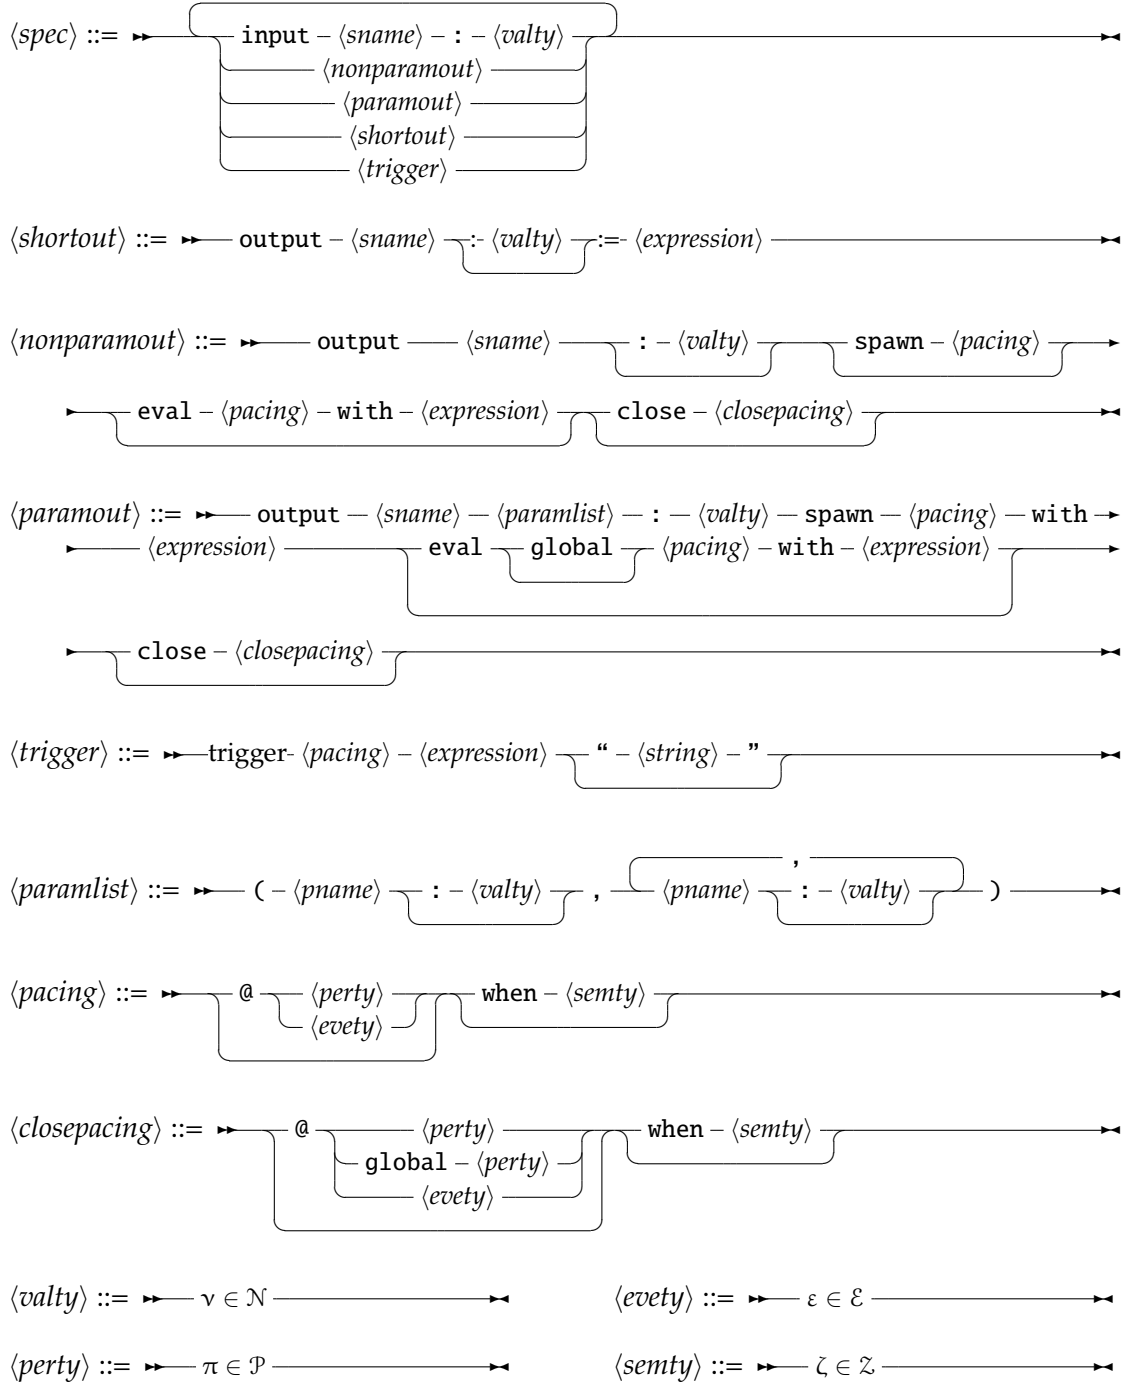 ⟨spec⟩ ::= input ⟨sname⟩ : ⟨valty⟩
⟨nonparamout⟩
⟨paramout⟩
⟨shortout⟩
⟨trigger⟩
⟨shortout⟩ ::= output ⟨sname⟩ : ⟨valty⟩ := ⟨expression⟩
⟨nonparamout⟩ ::= output ⟨sname⟩ : ⟨valty⟩ spawn ⟨pacing⟩
eval ⟨pacing⟩ with ⟨expression⟩ close ⟨closepacing⟩
⟨paramout⟩ ::= output ⟨sname⟩ ⟨paramlist⟩ : ⟨valty⟩ spawn ⟨pacing⟩ with
⟨expression⟩ eval global ⟨pacing⟩ with ⟨expression⟩
close ⟨closepacing⟩
⟨trigger⟩ ::= trigger ⟨pacing⟩ ⟨expression⟩ “ ⟨string⟩ ”
,
⟨paramlist⟩ ::= ( ⟨pname⟩ : ⟨valty⟩ , ⟨pname⟩ : ⟨valty⟩ )
⟨pacing⟩ ::= @ ⟨perty⟩ when ⟨semty⟩
⟨evety⟩
⟨closepacing⟩ ::= @ ⟨perty⟩ when ⟨semty⟩
global ⟨perty⟩
⟨evety⟩
⟨valty⟩ ::= ν ∈ N ⟨evety⟩ ::= ε ∈ E
⟨perty⟩ ::= π ∈ P ⟨semty⟩ ::= ζ ∈ Z